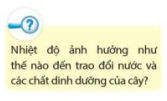 Nhiệt độ ảnh hưởng như
thế nào đến trao đổi nước và
các chất dinh dưỡng của cây?